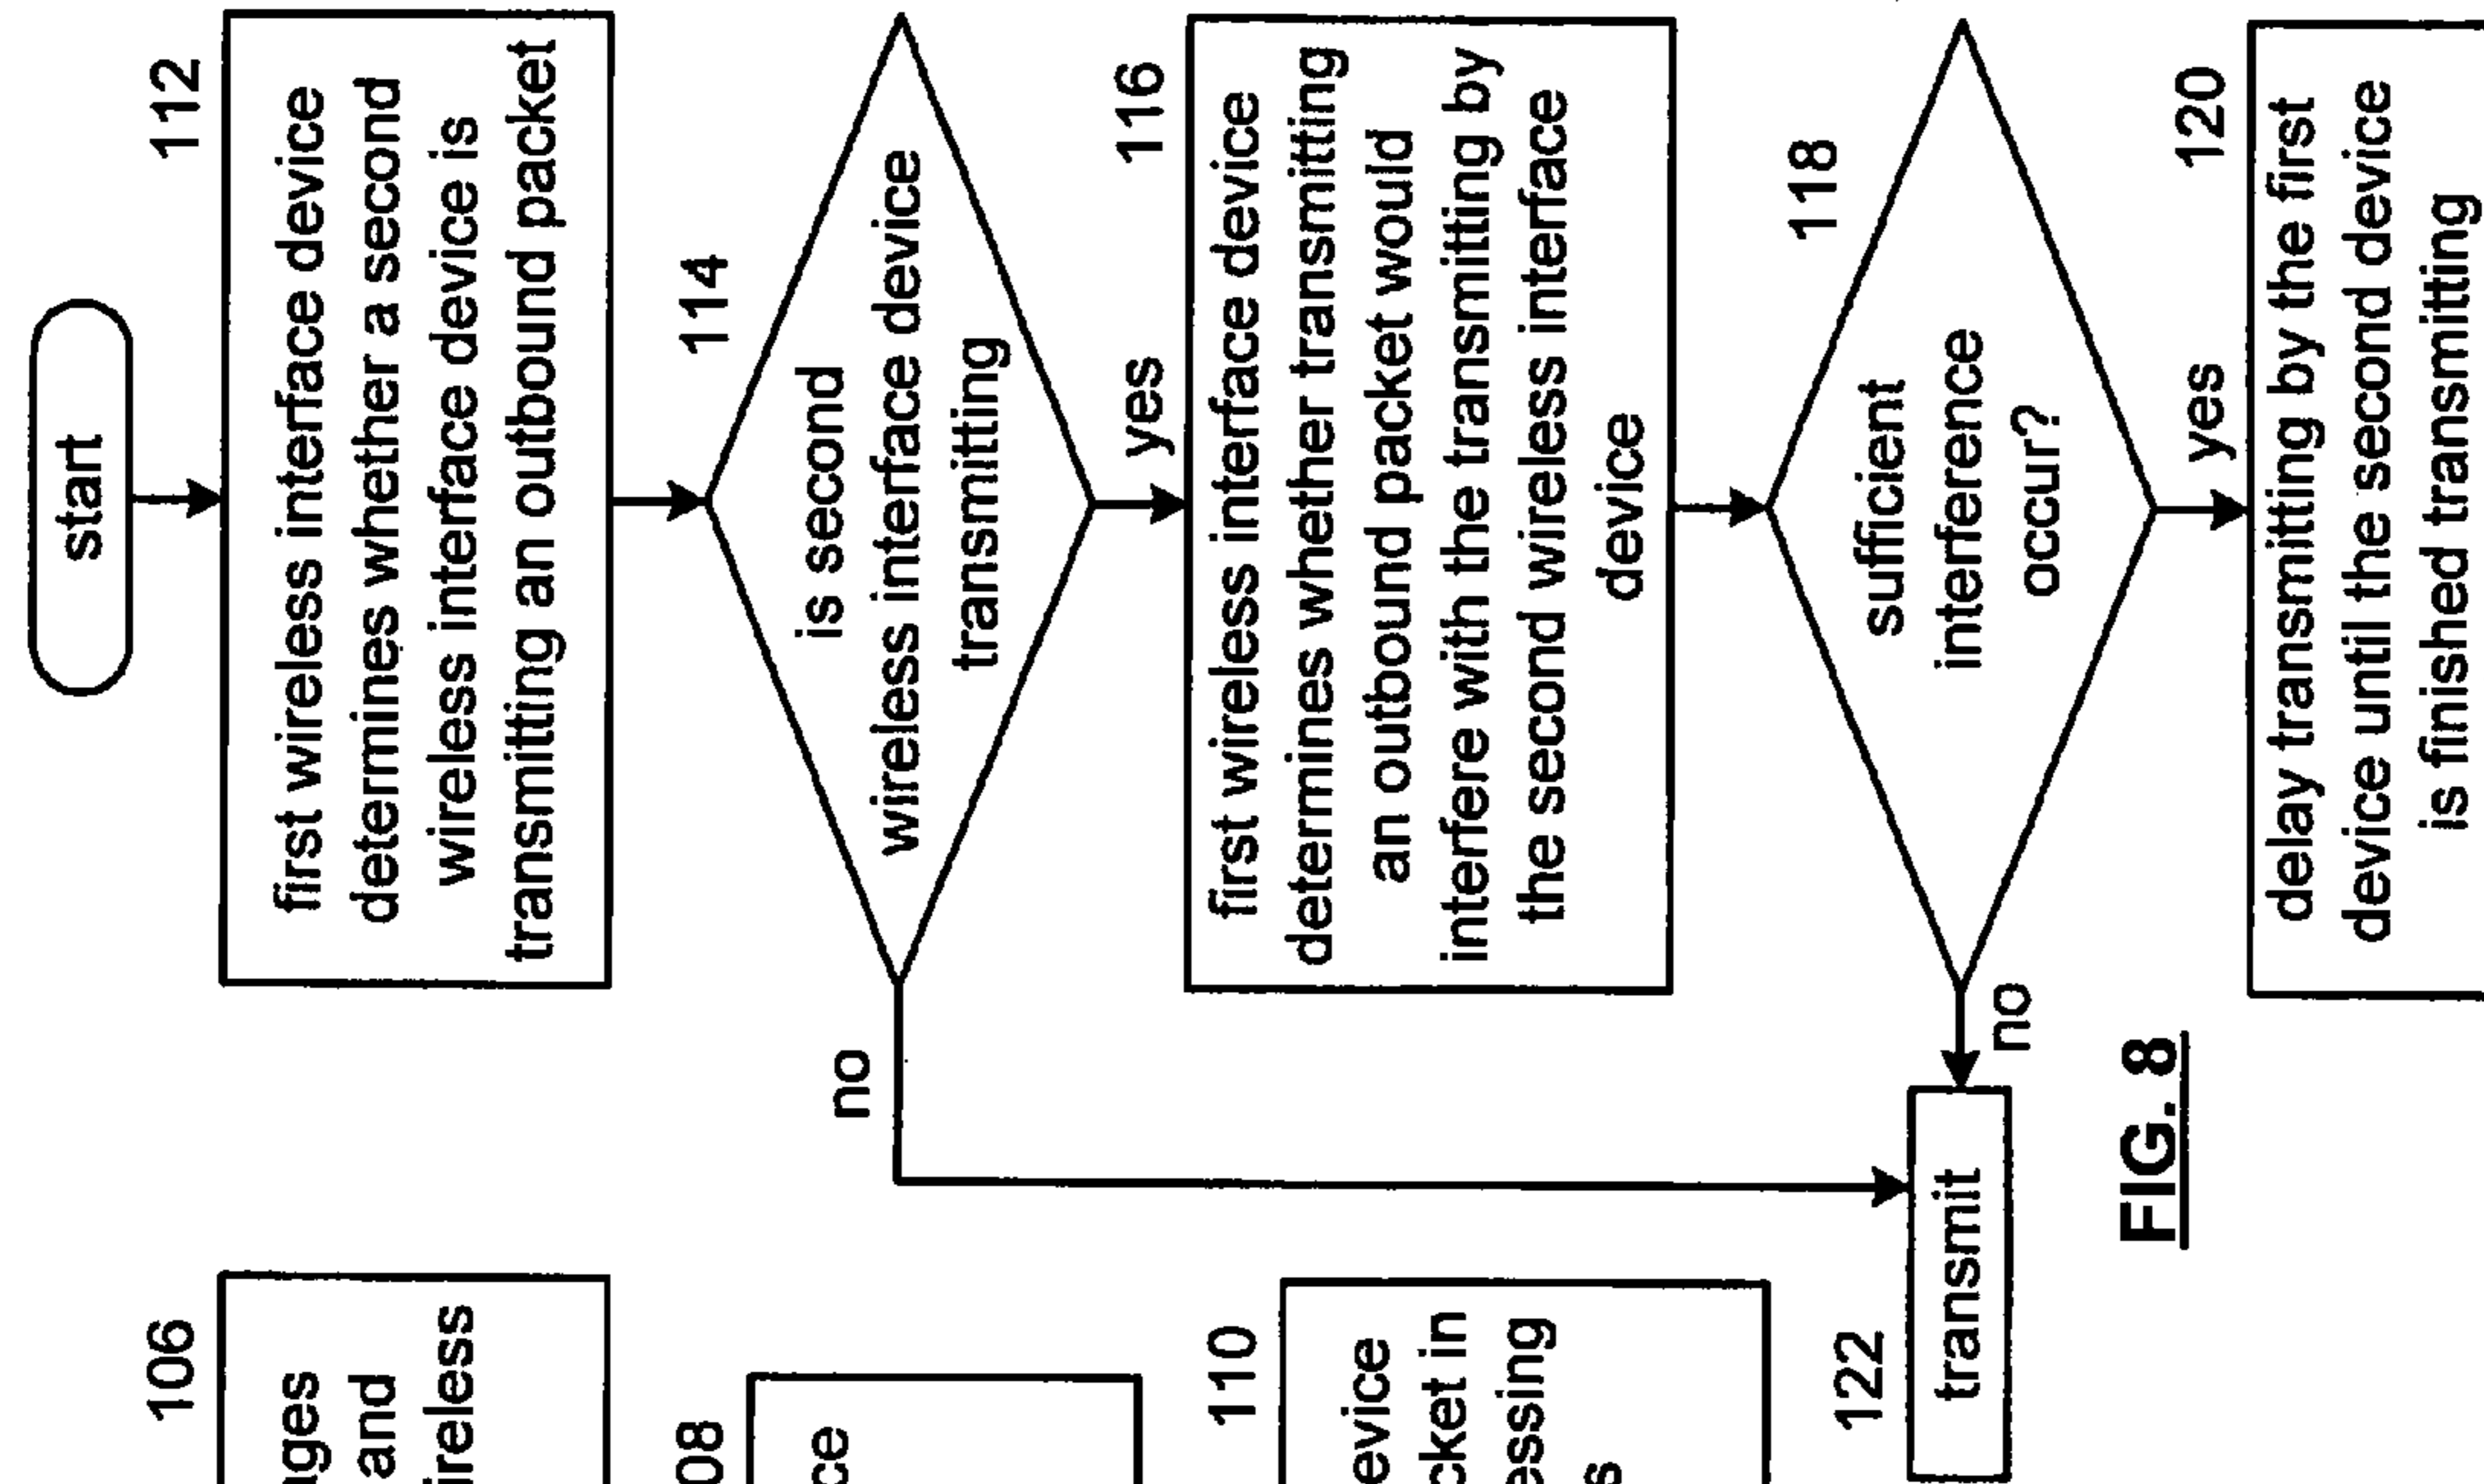 start
112
first wireless interface device
determines whether a second
wireless interface device is
transmitting an outbound packet
114
is second
wireless interface device
transmitting
no
yes
116
first wireless interface device
determines whether transmitting
an outbound packet would
interfere with the transmitting by
the second wireless interface
device
118
sufficient
interference
occur?
no
yes
120
delay transmitting by the first
device until the second device
is finished transmitting
122
transmit
FIG. 8
106
and
110